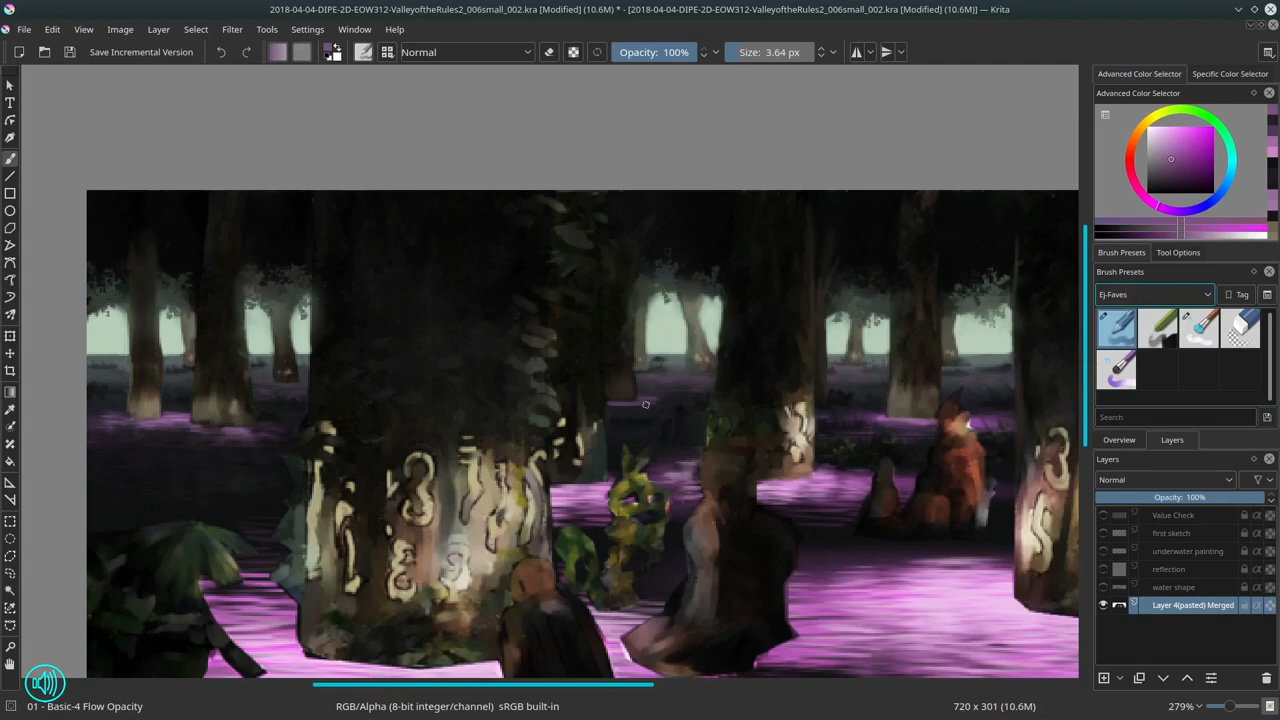 2018-04-04-DIPE-2D-EOW312-ValleyoftheRules2_006small_002.kra [Modified] (10.6M) * - [2018-04-04-DIPE-2D-EOW312-ValleyoftheRules2_006small_002.kra [Modified] (10.6M)] — Krita
File Edit View Image Layer Select Filter Tools Settings Window Help
Save Incremental Version Normal Opacity: 100% Size: 3.64 px
Advanced Color Selector Specific Color Selector
Advanced Color Selector
Brush Presets Tool Options
Brush Presets
Ej-Faves Tag
Search
Overview Layers
Layers
Normal
Opacity: 100%
Value Check
first sketch
underwater painting
reflection
water shape
Layer 4(pasted) Merged
01 - Basic-4 Flow Opacity RGB/Alpha (8-bit integer/channel) sRGB built-in 720 x 301 (10.6M) 279%